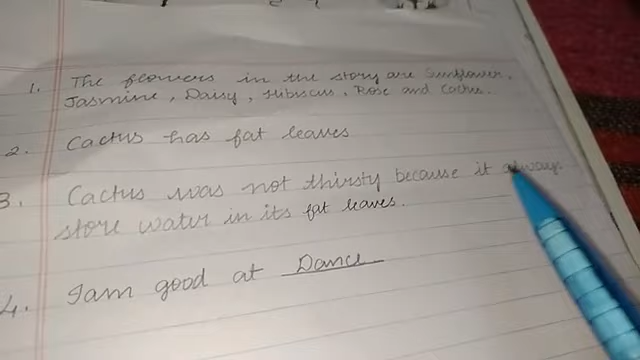 1. The flowers in the story are Sunflower,
Jasmine, Daisy, Hibiscus, Rose and Cactus.
2. Cactus has fat leaves
3. Cactus was not thirsty because it always
store water in its fat leaves.
4. I am good at Dance